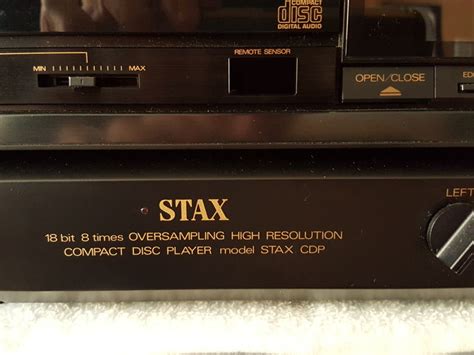 COMPACT
disc
DIGITAL AUDIO
REMOTE SENSOR
MIN MAX
OPEN/CLOSE
LEFT
STAX
18 bit 8 times OVERSAMPLING HIGH RESOLUTION
COMPACT DISC PLAYER model STAX CDP